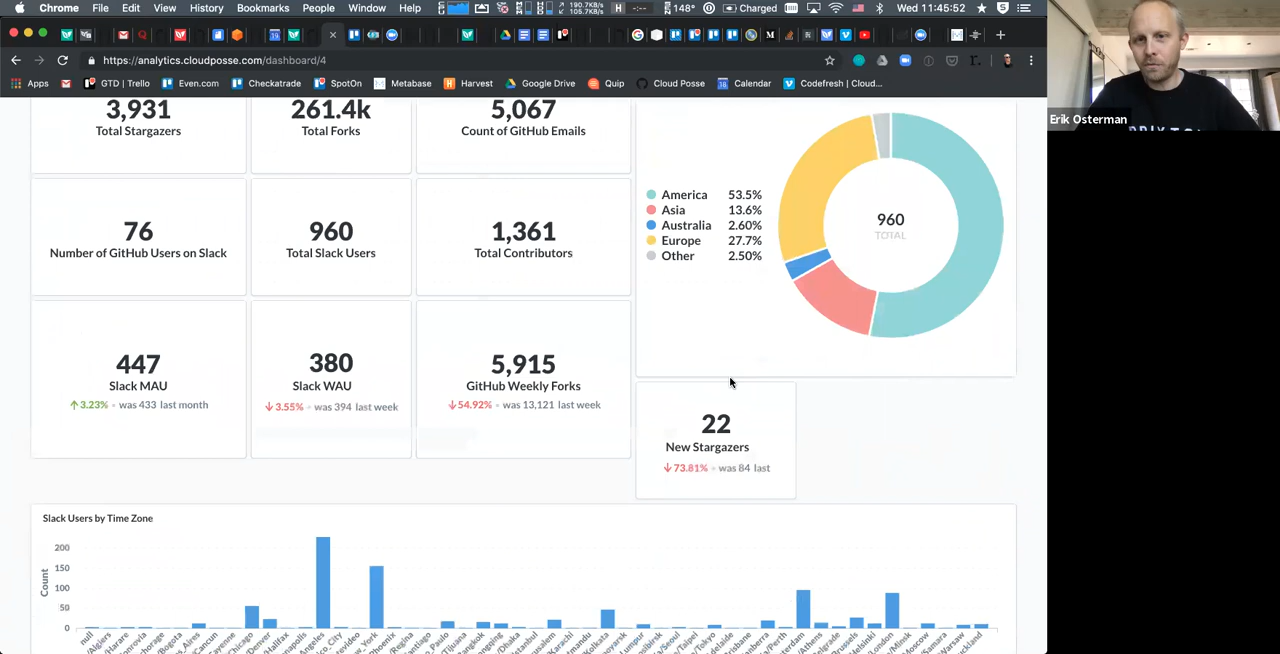 Chrome File Edit View History Bookmarks People Window Help 190.7KB/s 105.7KB/s H -:-- 148° Charged Wed 11:45:52
https://analytics.cloudposse.com/dashboard/4
Apps GTD | Trello Even.com Checkatrade SpotOn Metabase Harvest Google Drive Quip Cloud Posse Calendar Codefresh | Cloud...
Erik Osterman
3,931
Total Stargazers
261.4k
Total Forks
5,067
Count of GitHub Emails
76
Number of GitHub Users on Slack
960
Total Slack Users
1,361
Total Contributors
America 53.5%
Asia 13.6%
Australia 2.60%
Europe 27.7%
Other 2.50%
960
TOTAL
447
Slack MAU
3.23% • was 433 last month
380
Slack WAU
3.55% • was 394 last week
5,915
GitHub Weekly Forks
54.92% • was 13,121 last week
22
New Stargazers
73.81% • was 84 last
Slack Users by Time Zone
Count
200
150
100
50
0